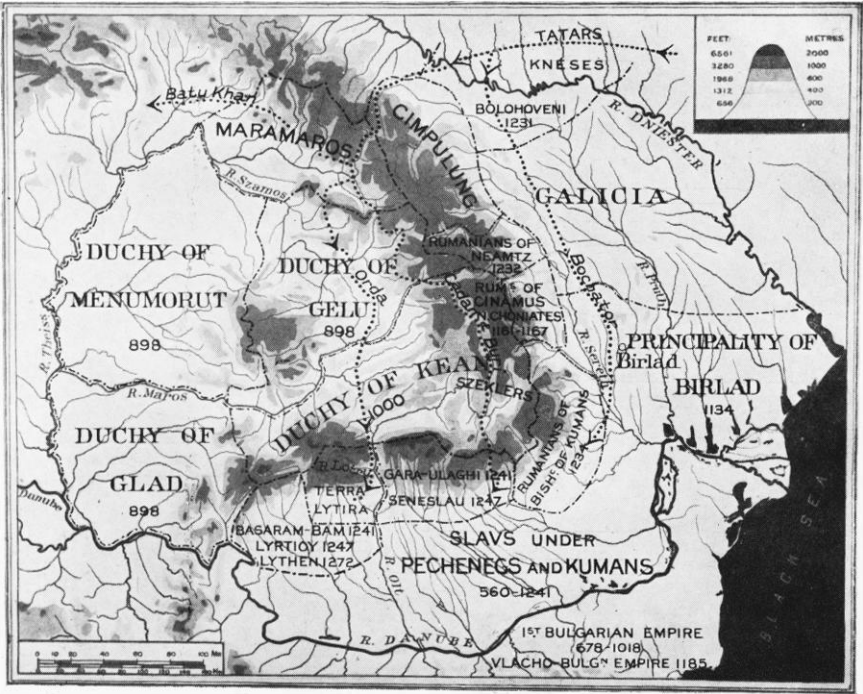 TATARS
KNESES
FEET METRES
6561 2000
3280 1000
1968 600
1312 400
656 200
Batu Khan
BOLOHOVENI
1231
R. DNIESTER
MARAMAROS
CIMPULUNG
R. Szamos
GALICIA
DUCHY OF
MENUMORUT
898
DUCHY OF
GELU
898
Orda
RUMANIANS OF
NEAMTZ
1232
RUMˢ OF
CINAMUS
N. CHONIATES
1161-1167
Bochator
R. Pruth
R. Sereth
R. Theiss
PRINCIPALITY OF
Birlad
BIRLAD
1134
R. Maros
DUCHY OF KEAN
1000
SZEKLERS
DUCHY OF
GLAD
898
RUMANIANS OF
BISHᶜ OF KUMANS
1234
Danube
TERRA
LYTIRA
GARA-ULAGHI 1241
SENESLAU 1247
BASARAM-BAM 1241
LYRTIOY 1247
LYTHEN 1272
R. Olt
SLAVS UNDER
PECHENEGS AND KUMANS
560-1241
R. DANUBE
1ˢᵀ BULGARIAN EMPIRE
678-1018
VLACHO-BULGᴺ EMPIRE 1185
BLACK SEA